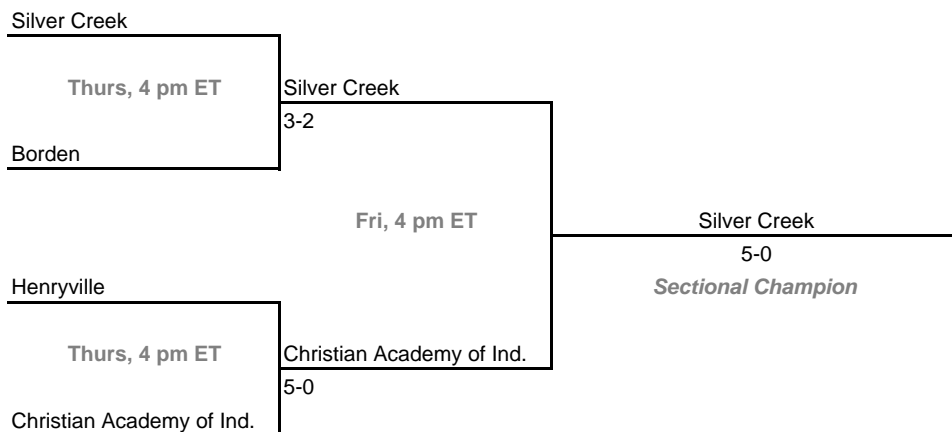 Silver Creek
Thurs, 4 pm ET
Silver Creek
3-2
Borden
Fri, 4 pm ET
Silver Creek
5-0
Sectional Champion
Henryville
Thurs, 4 pm ET
Christian Academy of Ind.
5-0
Christian Academy of Ind.